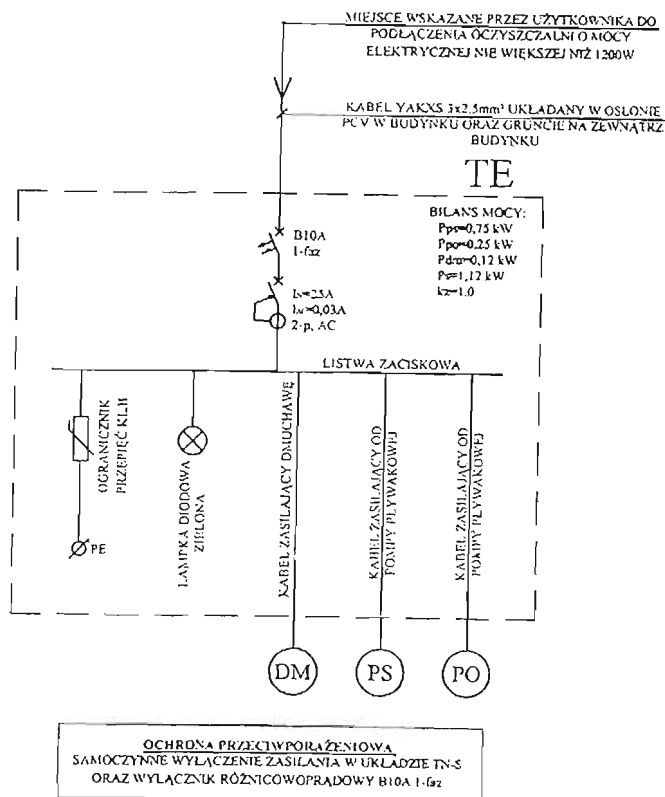 MIEJSCE WSKAZANE PRZEZ UŻYTKOWNIKA DO
PODŁĄCZENIA OCZYSZCZALNI O MOCY
ELEKTRYCZNEJ NIE WIĘKSZEJ NIŻ 1200W
KABEL YAKXS 3x2,5mm² UKŁADANY W OSŁONIE
PCV W BUDYNKU ORAZ GRUNCIE NA ZEWNĄTRZ
BUDYNKU
TE
BILANS MOCY:
Pps=0,75 kW
Ppo=0,25 kW
Pdm=0,12 kW
Ps=1,12 kW
kz=1.0
B10A
1-faz
In=25A
=0,03A
2-p, AC
LISTWA ZACISKOWA
OGRANICZNIK
PRZEPIĘĆ KL.II
PE
LAMPKA DIODOWA
ZIELONA
KABEL ZASILAJĄCY DMUCHAWĘ
KABEL ZASILAJĄCY OD
POMPY PŁYWAKOWEJ
KABEL ZASILAJĄCY OD
POMPY PŁYWAKOWEJ
DM
PS
PO
OCHRONA PRZECIWPORAŻENIOWA
SAMOCZYNNE WYŁĄCZENIE ZASILANIA W UKŁADZIE TN-S
ORAZ WYŁĄCZNIK RÓŻNICOWOPRĄDOWY B10A 1-faz